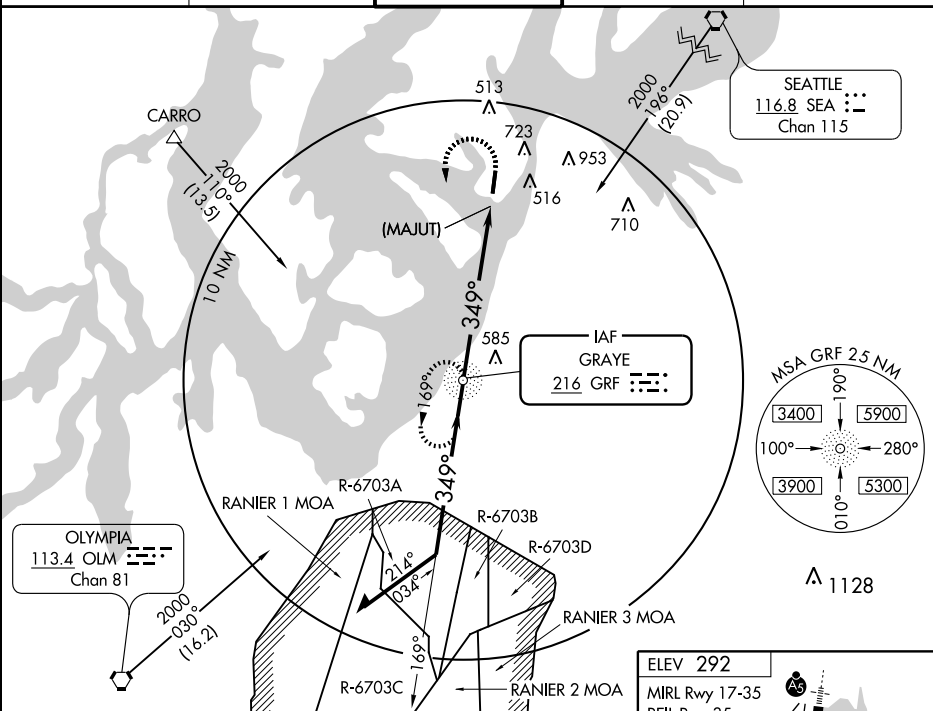 513
SEATTLE
116.8 SEA
Chan 115
2000
196°
(20.9)
CARRO
723
953
2000
110°
(13.5)
516
710
(MAJUT)
10 NM
349°
585
IAF
GRAYE
216 GRF
169°
MSA GRF 25 NM
190°
3400
5900
100°
280°
3900
5300
010°
349°
R-6703A
RANIER 1 MOA
R-6703B
R-6703D
OLYMPIA
113.4 OLM
Chan 81
214°
034°
1128
2000
030°
(16.2)
RANIER 3 MOA
169°
R-6703C
RANIER 2 MOA
ELEV 292
A5
MIRL Rwy 17-35